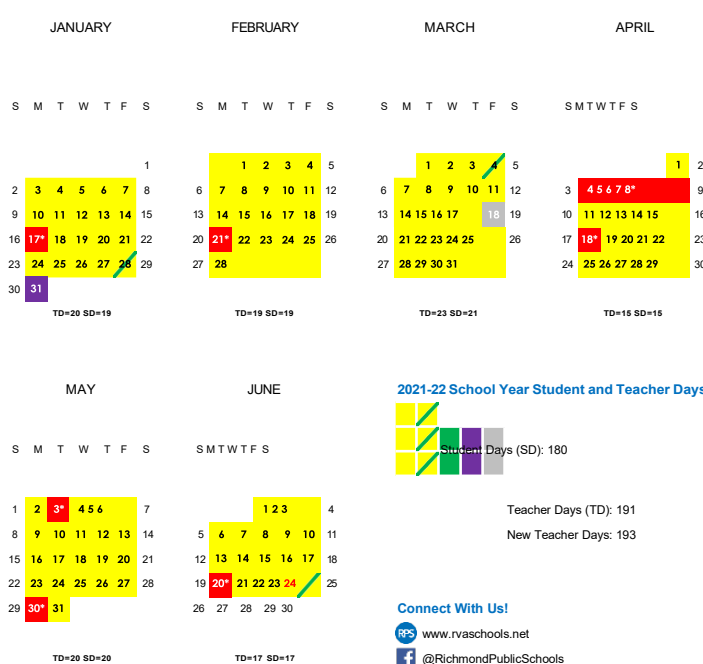 JANUARY FEBRUARY MARCH APRIL
S M T W T F S S M T W T F S S M T W T F S S M T W T F S
1 1 2 3 4 5 1 2 3 4 5 1 2
2 3 4 5 6 7 8 6 7 8 9 10 11 12 6 7 8 9 10 11 12 3 4 5 6 7 8* 9
9 10 11 12 13 14 15 13 14 15 16 17 18 19 13 14 15 16 17 18 19 10 11 12 13 14 15 16
16 17* 18 19 20 21 22 20 21* 22 23 24 25 26 20 21 22 23 24 25 26 17 18* 19 20 21 22 23
23 24 25 26 27 28 29 27 28 27 28 29 30 31 24 25 26 27 28 29 30
30 31
TD=20 SD=19 TD=19 SD=19 TD=23 SD=21 TD=15 SD=15
MAY JUNE 2021-22 School Year Student and Teacher Days
S M T W T F S S M T W T F S Student Days (SD): 180
1 2 3* 4 5 6 7 1 2 3 4 Teacher Days (TD): 191
8 9 10 11 12 13 14 5 6 7 8 9 10 11 New Teacher Days: 193
15 16 17 18 19 20 21 12 13 14 15 16 17 18
22 23 24 25 26 27 28 19 20* 21 22 23 24 25
29 30* 31 26 27 28 29 30 Connect With Us!
RPS www.rvaschools.net
TD=20 SD=20 TD=17 SD=17 @RichmondPublicSchools